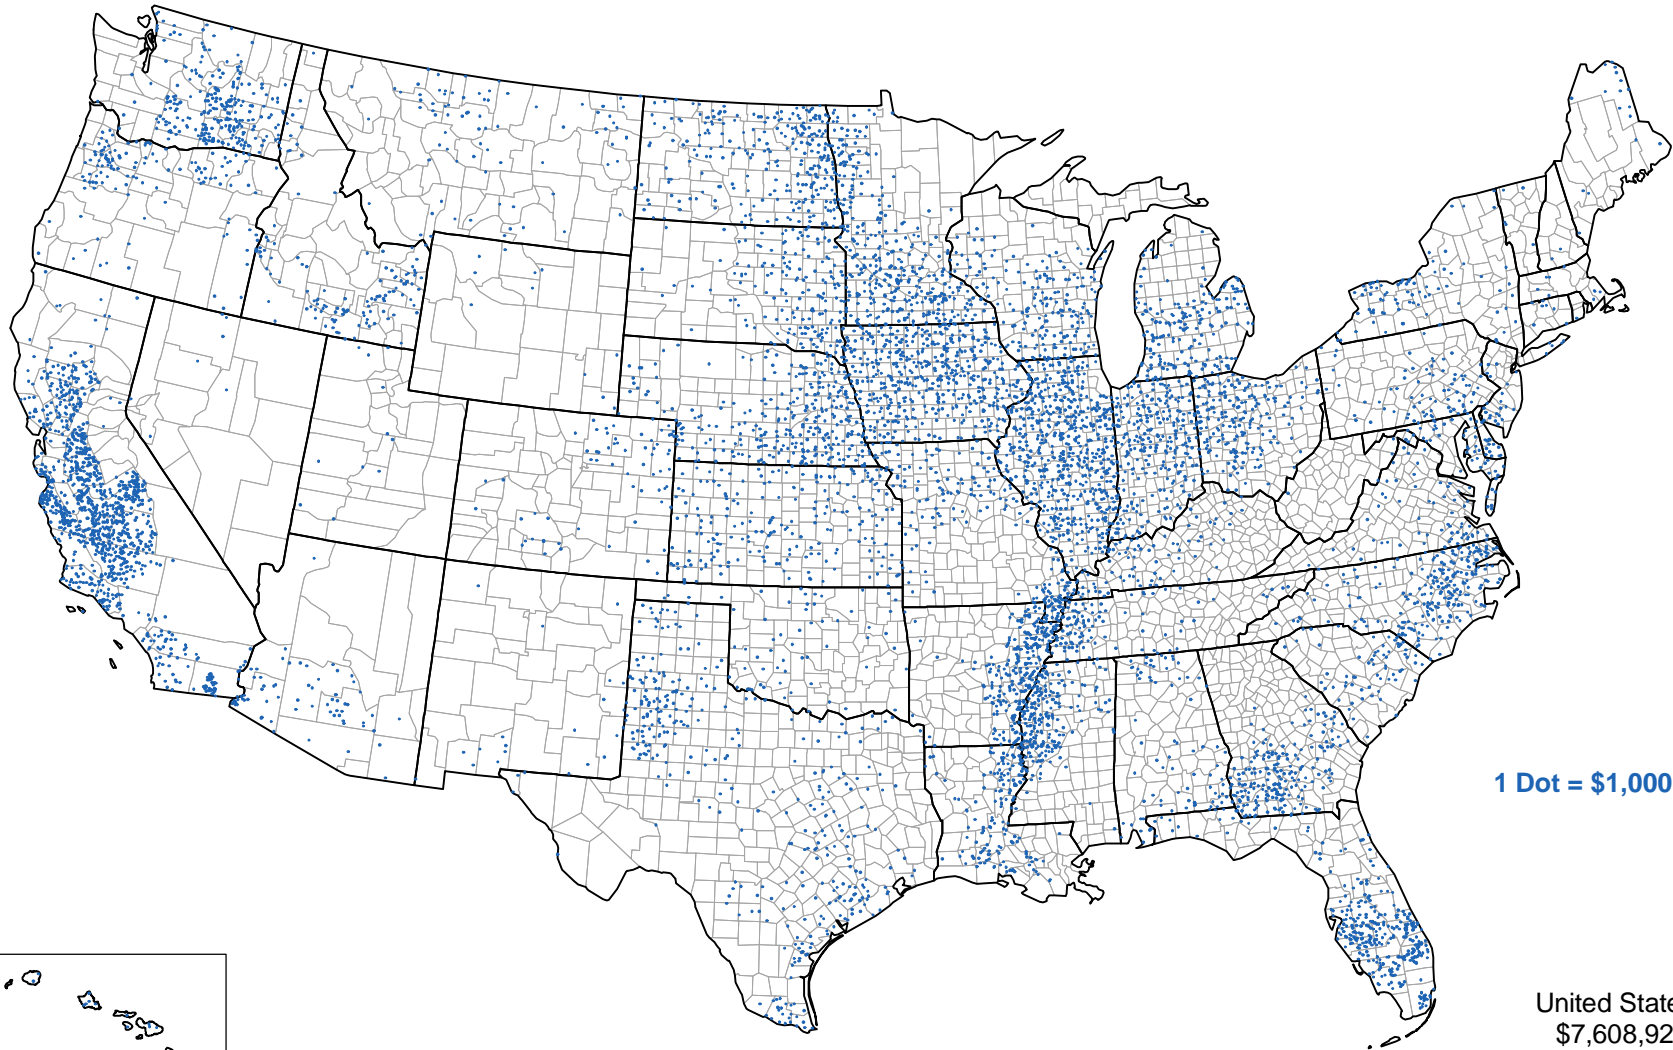 1 Dot = $1,000
United State
$7,608,92